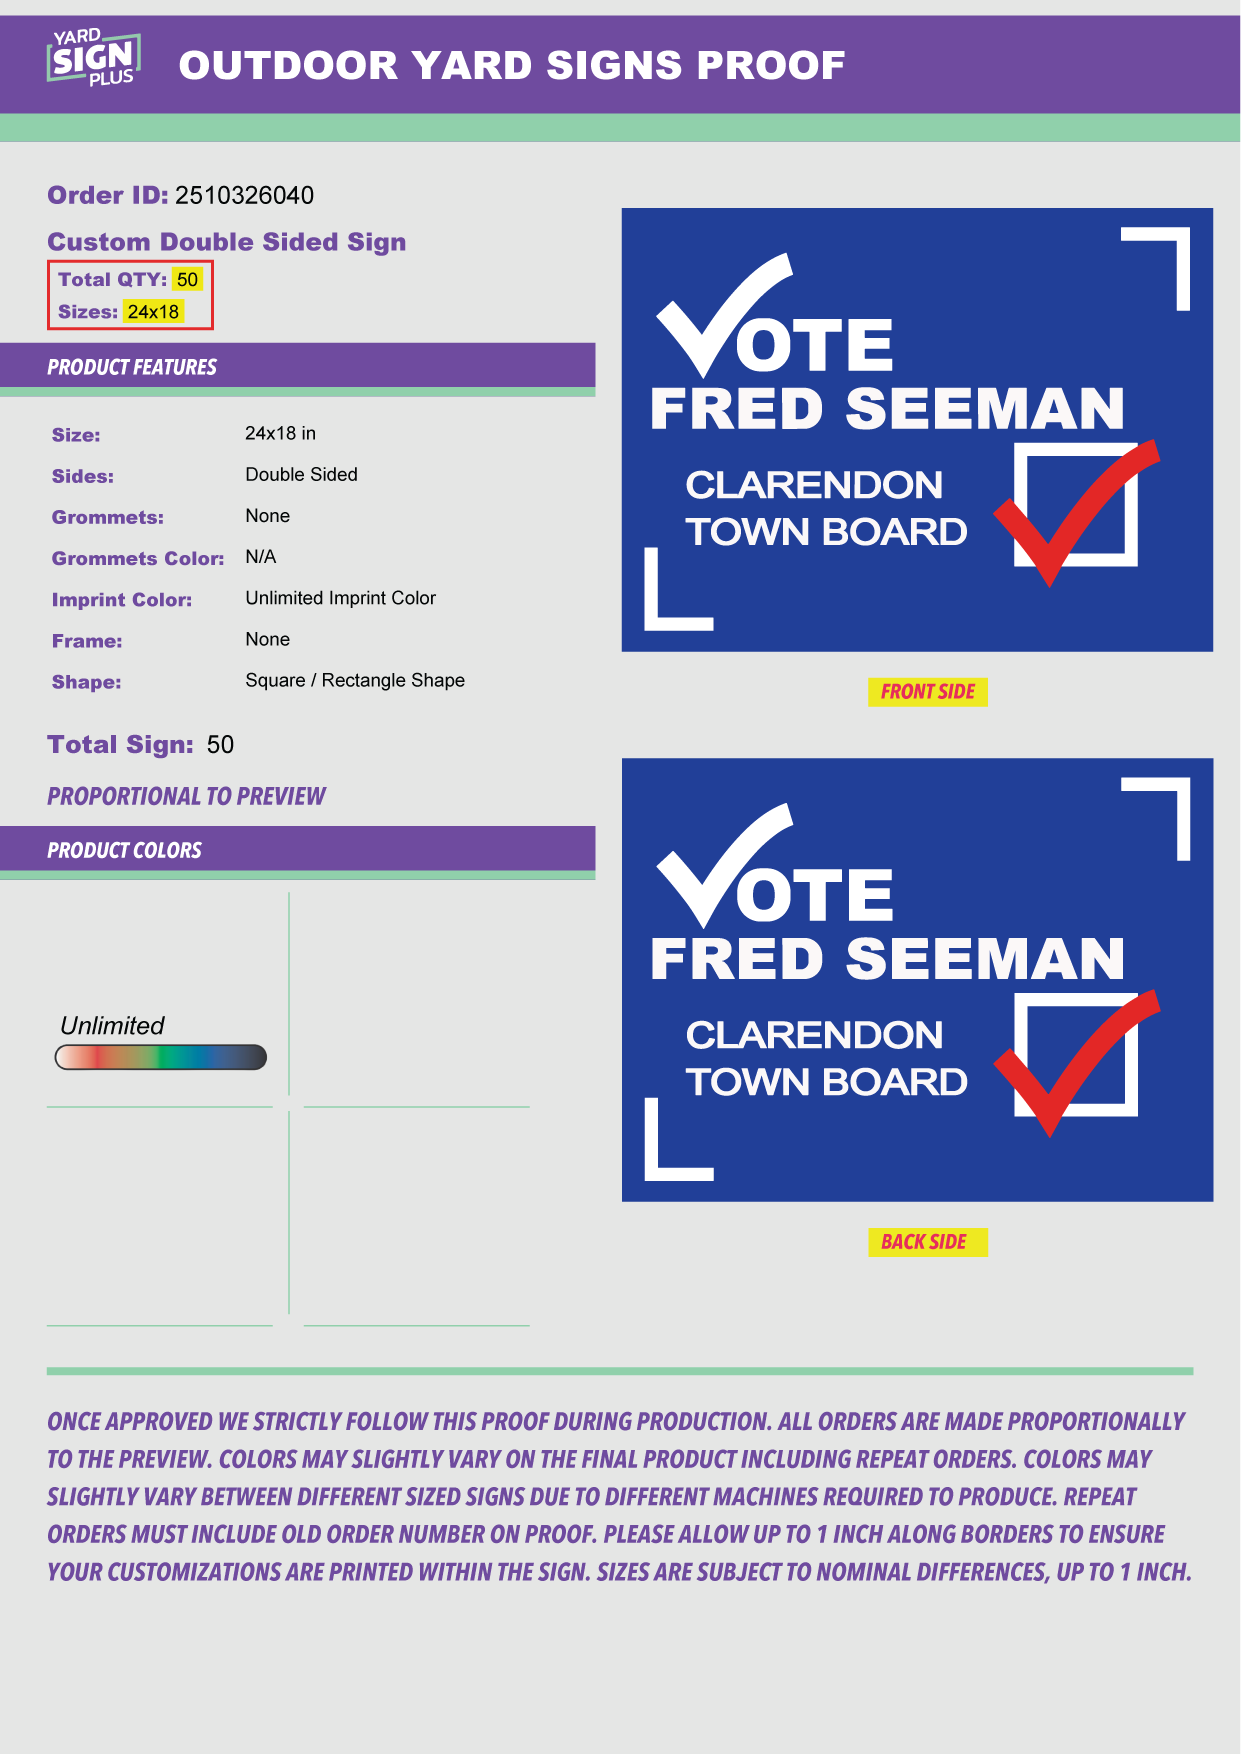 YARD
SIGN
PLUS
OUTDOOR YARD SIGNS PROOF
Order ID: 2510326040
Custom Double Sided Sign
Total QTY: 50
Sizes: 24x18
PRODUCT FEATURES
Size: 24x18 in
Sides: Double Sided
Grommets: None
Grommets Color: N/A
Imprint Color: Unlimited Imprint Color
Frame: None
Shape: Square / Rectangle Shape
Total Sign: 50
PROPORTIONAL TO PREVIEW
PRODUCT COLORS
Unlimited
VOTE
FRED SEEMAN
CLARENDON
TOWN BOARD
FRONT SIDE
VOTE
FRED SEEMAN
CLARENDON
TOWN BOARD
BACK SIDE
ONCE APPROVED WE STRICTLY FOLLOW THIS PROOF DURING PRODUCTION. ALL ORDERS ARE MADE PROPORTIONALLY
TO THE PREVIEW. COLORS MAY SLIGHTLY VARY ON THE FINAL PRODUCT INCLUDING REPEAT ORDERS. COLORS MAY
SLIGHTLY VARY BETWEEN DIFFERENT SIZED SIGNS DUE TO DIFFERENT MACHINES REQUIRED TO PRODUCE. REPEAT
ORDERS MUST INCLUDE OLD ORDER NUMBER ON PROOF. PLEASE ALLOW UP TO 1 INCH ALONG BORDERS TO ENSURE
YOUR CUSTOMIZATIONS ARE PRINTED WITHIN THE SIGN. SIZES ARE SUBJECT TO NOMINAL DIFFERENCES, UP TO 1 INCH.